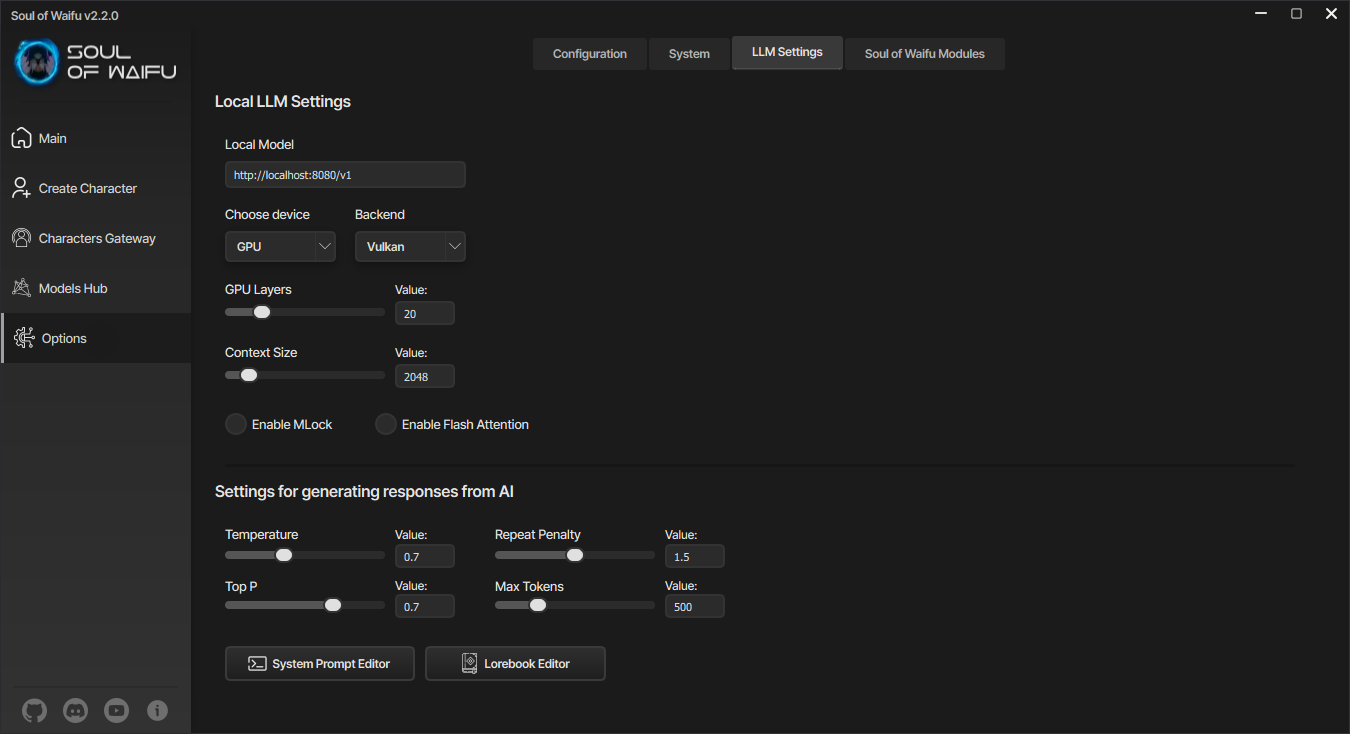 Soul of Waifu v2.2.0
SOUL
OF WAIFU
Main
Create Character
Characters Gateway
Models Hub
Options
Configuration
System
LLM Settings
Soul of Waifu Modules
Local LLM Settings
Local Model
http://localhost:8080/v1
Choose device
Backend
GPU
Vulkan
GPU Layers
Value:
20
Context Size
Value:
2048
Enable MLock
Enable Flash Attention
Settings for generating responses from AI
Temperature
Value:
0.7
Repeat Penalty
Value:
1.5
Top P
Value:
0.7
Max Tokens
Value:
500
System Prompt Editor
Lorebook Editor